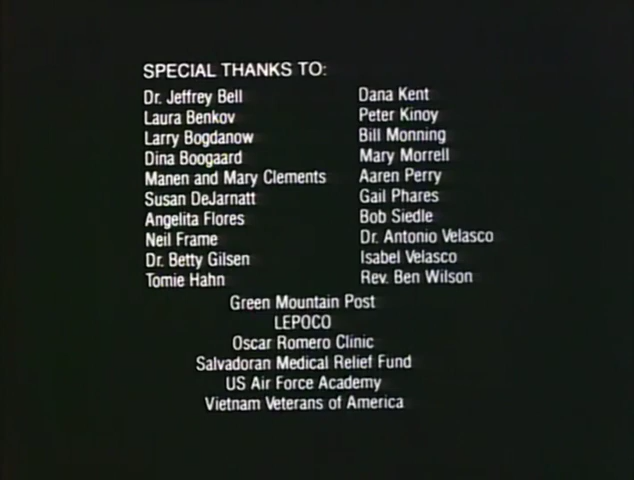 SPECIAL THANKS TO:
Dr. Jeffrey Bell
Laura Benkov
Larry Bogdanow
Dina Boogaard
Manen and Mary Clements
Susan DeJarnatt
Angelita Flores
Neil Frame
Dr. Betty Gilsen
Tomie Hahn
Dana Kent
Peter Kinoy
Bill Monning
Mary Morrell
Aaren Perry
Gail Phares
Bob Siedle
Dr. Antonio Velasco
Isabel Velasco
Rev. Ben Wilson
Green Mountain Post
LEPOCO
Oscar Romero Clinic
Salvadoran Medical Relief Fund
US Air Force Academy
Vietnam Veterans of America